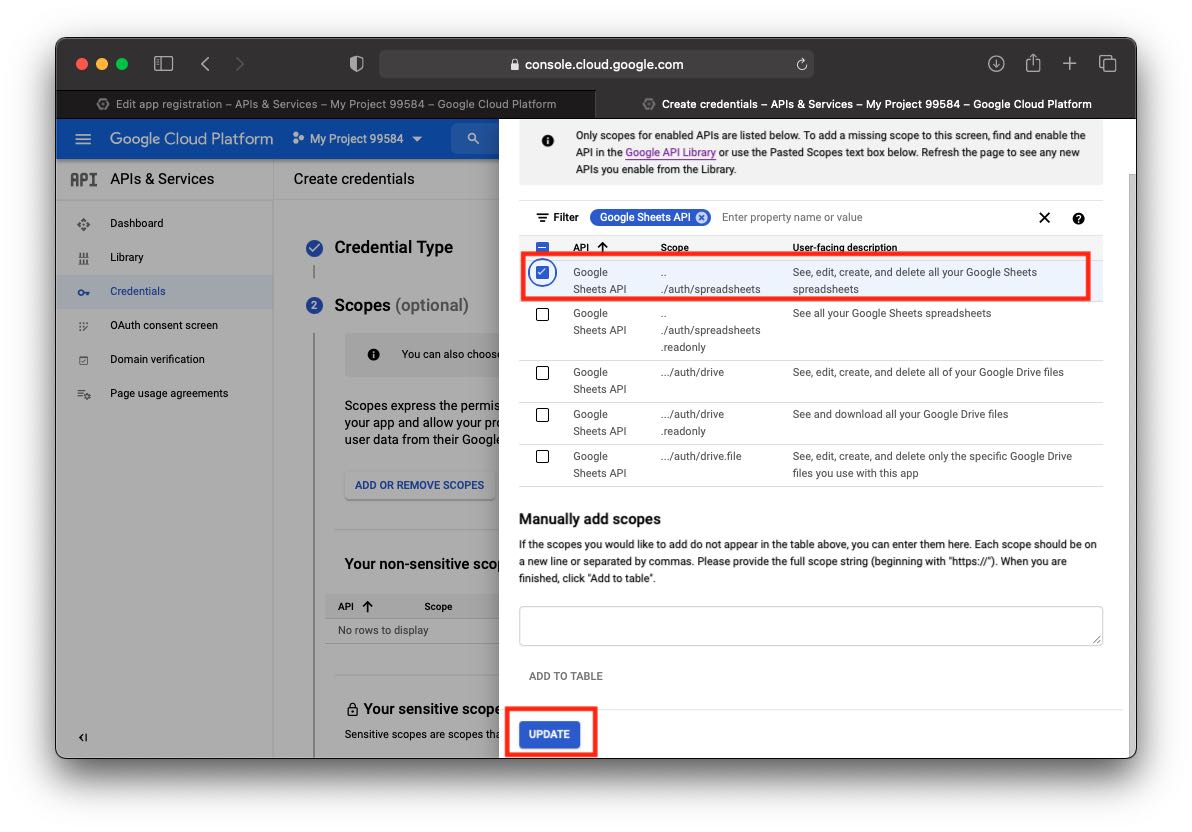 console.cloud.google.com
Edit app registration – APIs & Services – My Project 99584 – Google Cloud Platform
Create credentials – APIs & Services – My Project 99584 – Google Cloud Platform
Google Cloud Platform
My Project 99584
API APIs & Services
Dashboard
Library
Credentials
OAuth consent screen
Domain verification
Page usage agreements
Create credentials
Credential Type
2 Scopes (optional)
You can also choose
Scopes express the permis
your app and allow your pro
user data from their Google
ADD OR REMOVE SCOPES
Your non-sensitive scop
API Scope
No rows to display
Your sensitive scope
Sensitive scopes are scopes tha
Only scopes for enabled APIs are listed below. To add a missing scope to this screen, find and enable the
API in the Google API Library or use the Pasted Scopes text box below. Refresh the page to see any new
APIs you enable from the Library.
Filter Google Sheets API Enter property name or value
API Scope User-facing description
Google .. See, edit, create, and delete all your Google Sheets
Sheets API ./auth/spreadsheets spreadsheets
Google .. See all your Google Sheets spreadsheets
Sheets API ./auth/spreadsheets
.readonly
Google .../auth/drive See, edit, create, and delete all of your Google Drive files
Sheets API
Google .../auth/drive See and download all your Google Drive files
Sheets API .readonly
Google .../auth/drive.file See, edit, create, and delete only the specific Google Drive
Sheets API files you use with this app
Manually add scopes
If the scopes you would like to add do not appear in the table above, you can enter them here. Each scope should be on
a new line or separated by commas. Please provide the full scope string (beginning with "https://"). When you are
finished, click "Add to table".
ADD TO TABLE
UPDATE